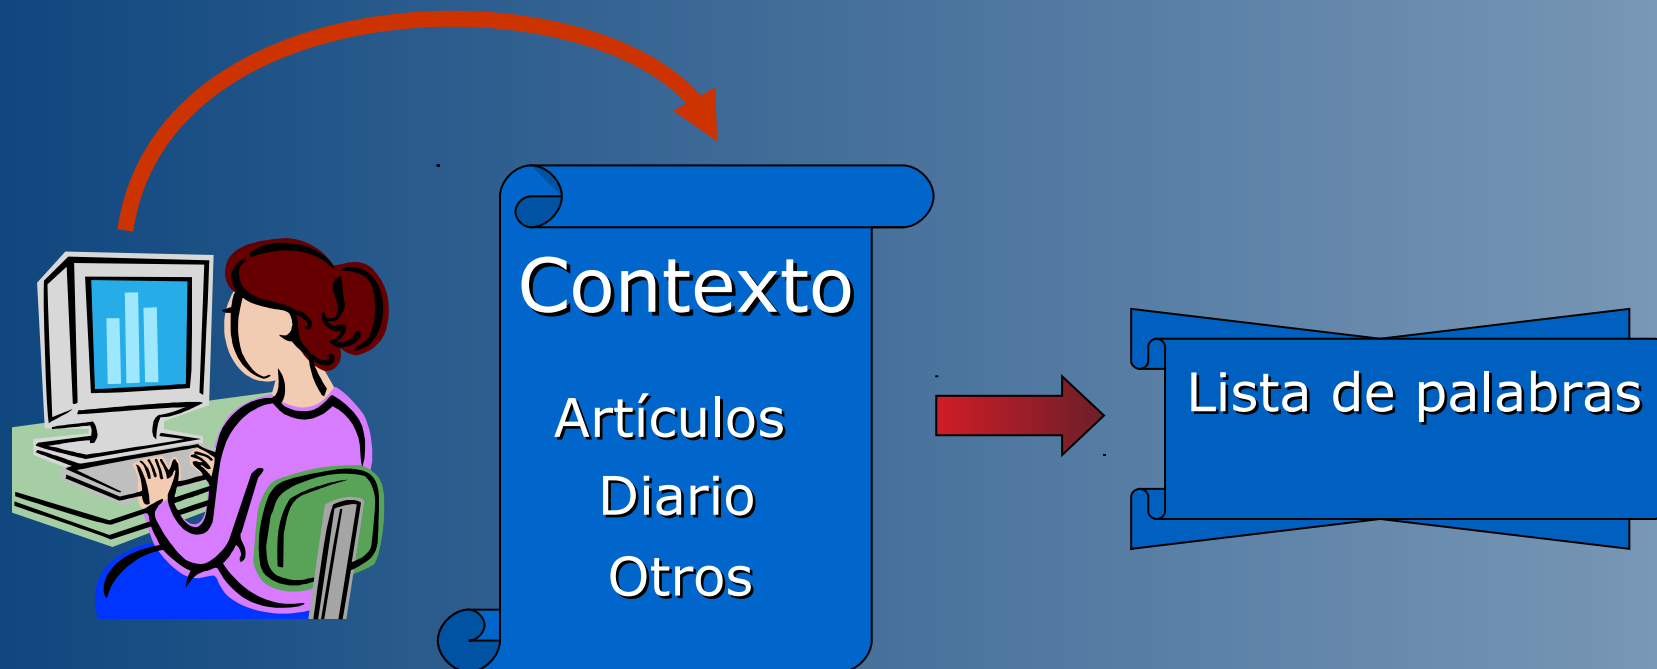 Contexto
Artículos
Diario
Otros
Lista de palabras